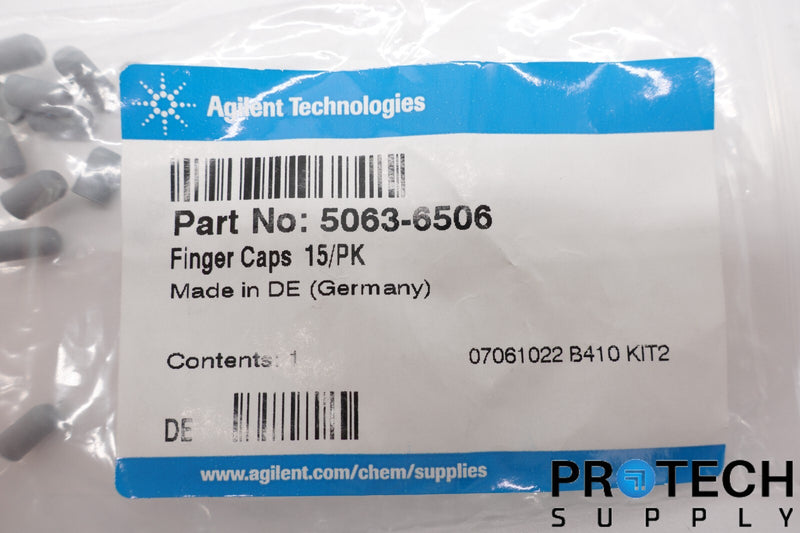 Agilent Technologies
Part No: 5063-6506
Finger Caps 15/PK
Made in DE (Germany)
Contents: 1
07061022 B410 KIT2
DE
www.agilent.com/chem/supplies
PROTECH
SUPPLY